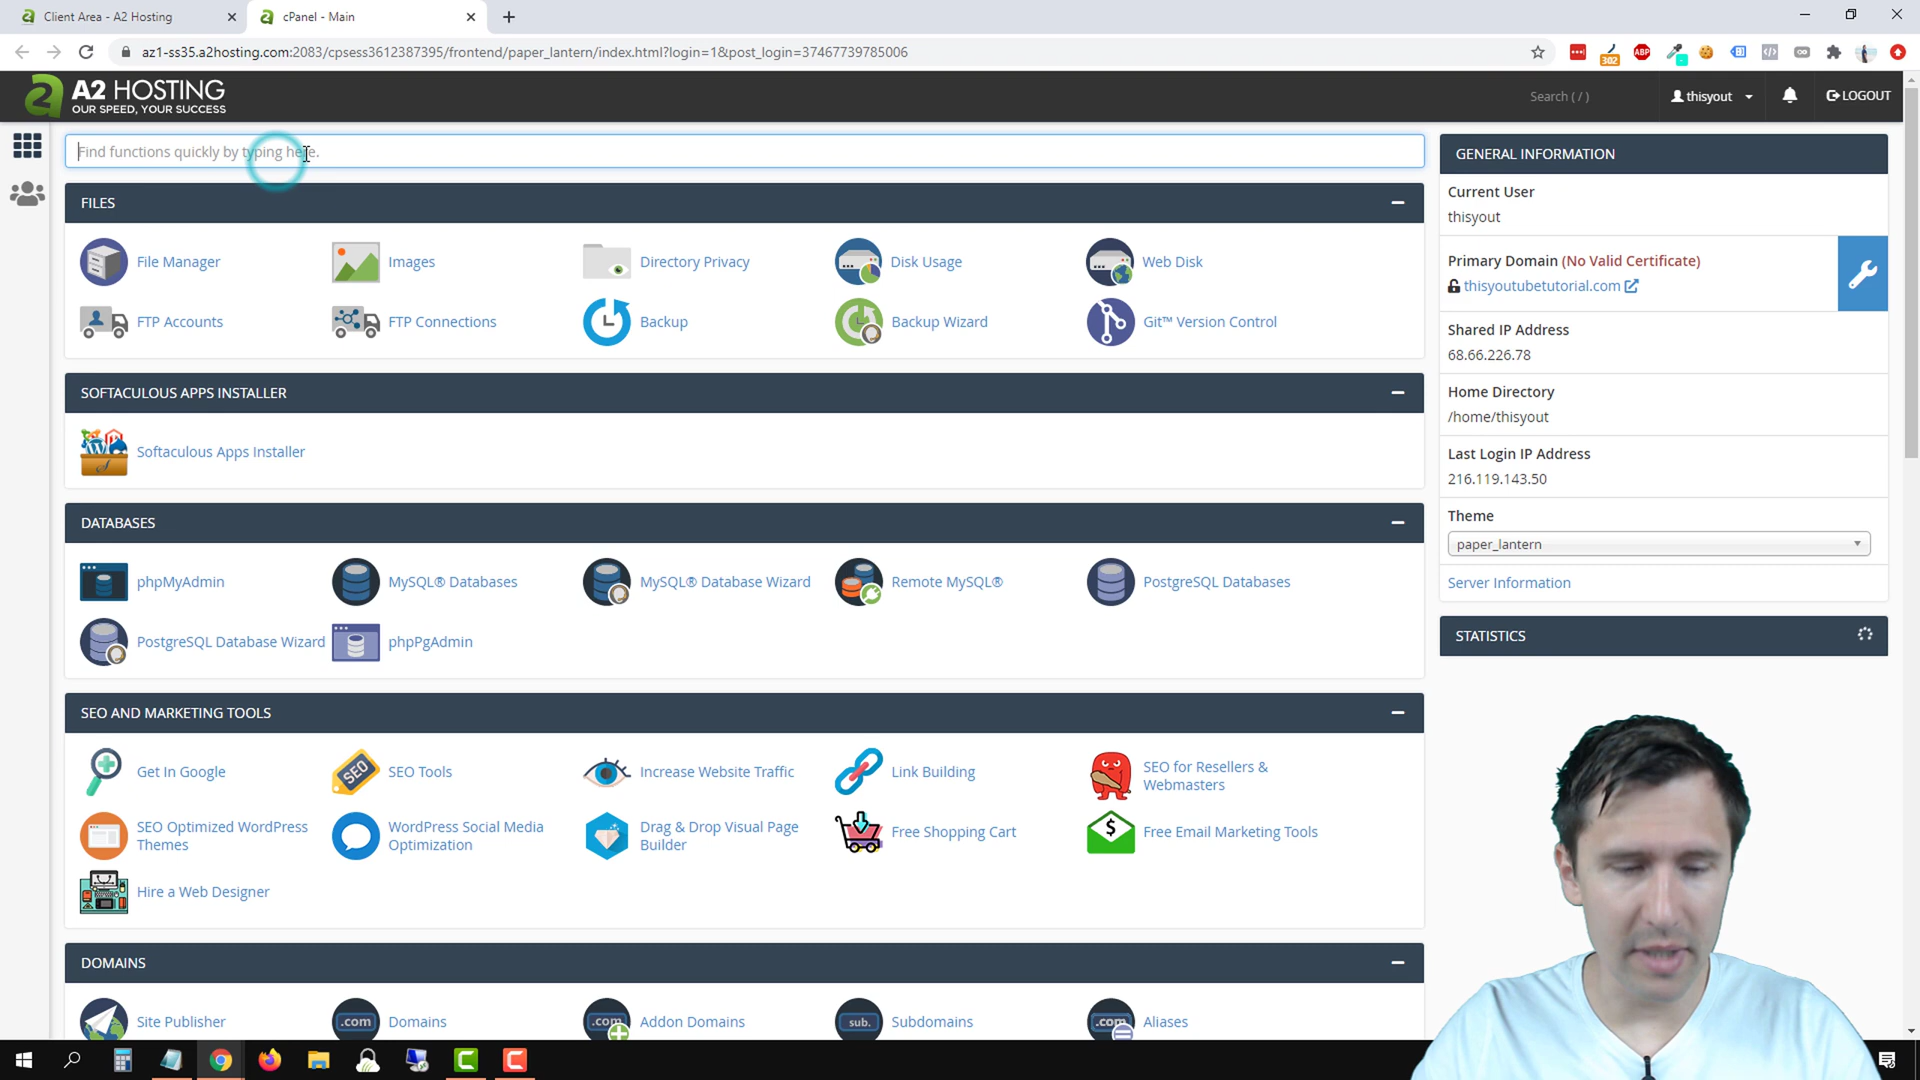 Client Area - A2 Hosting
cPanel - Main
az1-ss35.a2hosting.com:2083/cpsess3612387395/frontend/paper_lantern/index.html?login=1&post_login=37467739785006
302
ABP
A2 HOSTING
OUR SPEED, YOUR SUCCESS
Search ( / )
thisyout
LOGOUT
Find functions quickly by typing here.
FILES
File Manager
Images
Directory Privacy
Disk Usage
Web Disk
FTP Accounts
FTP Connections
Backup
Backup Wizard
Git™ Version Control
SOFTACULOUS APPS INSTALLER
Softaculous Apps Installer
DATABASES
phpMyAdmin
MySQL® Databases
MySQL® Database Wizard
Remote MySQL®
PostgreSQL Databases
PostgreSQL Database Wizard
phpPgAdmin
SEO AND MARKETING TOOLS
Get In Google
SEO
SEO Tools
Increase Website Traffic
Link Building
SEO for Resellers &
Webmasters
SEO Optimized WordPress
Themes
WordPress Social Media
Optimization
Drag & Drop Visual Page
Builder
Free Shopping Cart
Free Email Marketing Tools
Hire a Web Designer
DOMAINS
Site Publisher
.com
Domains
.com
Addon Domains
sub.
Subdomains
.com
Aliases
GENERAL INFORMATION
Current User
thisyout
Primary Domain (No Valid Certificate)
thisyoutubetutorial.com
Shared IP Address
68.66.226.78
Home Directory
/home/thisyout
Last Login IP Address
216.119.143.50
Theme
paper_lantern
Server Information
STATISTICS